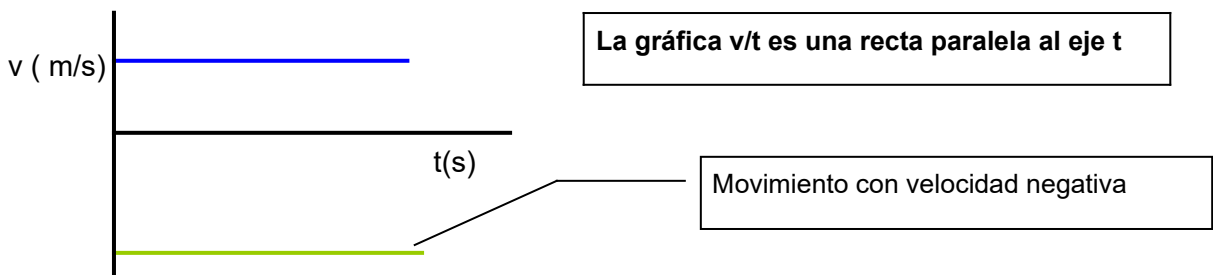 La gráfica v/t es una recta paralela al eje t
v ( m/s)
t(s)
Movimiento con velocidad negativa